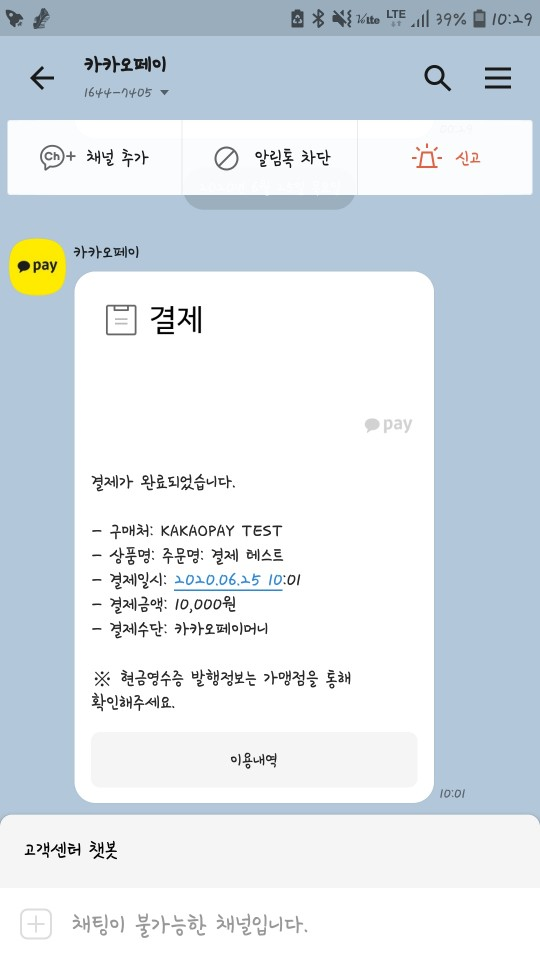 VoLTE LTE 39% 10:29
카카오페이
1644-7405
Ch+ 채널 추가 알림톡 차단 신고
pay 카카오페이
결제
pay
결제가 완료되었습니다.
- 구매처: KAKAOPAY TEST
- 상품명: 주문명: 결제 테스트
- 결제일시: 2020.06.25 10:01
- 결제금액: 10,000원
- 결제수단: 카카오페이머니
※ 현금영수증 발행정보는 가맹점을 통해
확인해주세요.
이용내역
10:01
고객센터 챗봇
채팅이 불가능한 채널입니다.